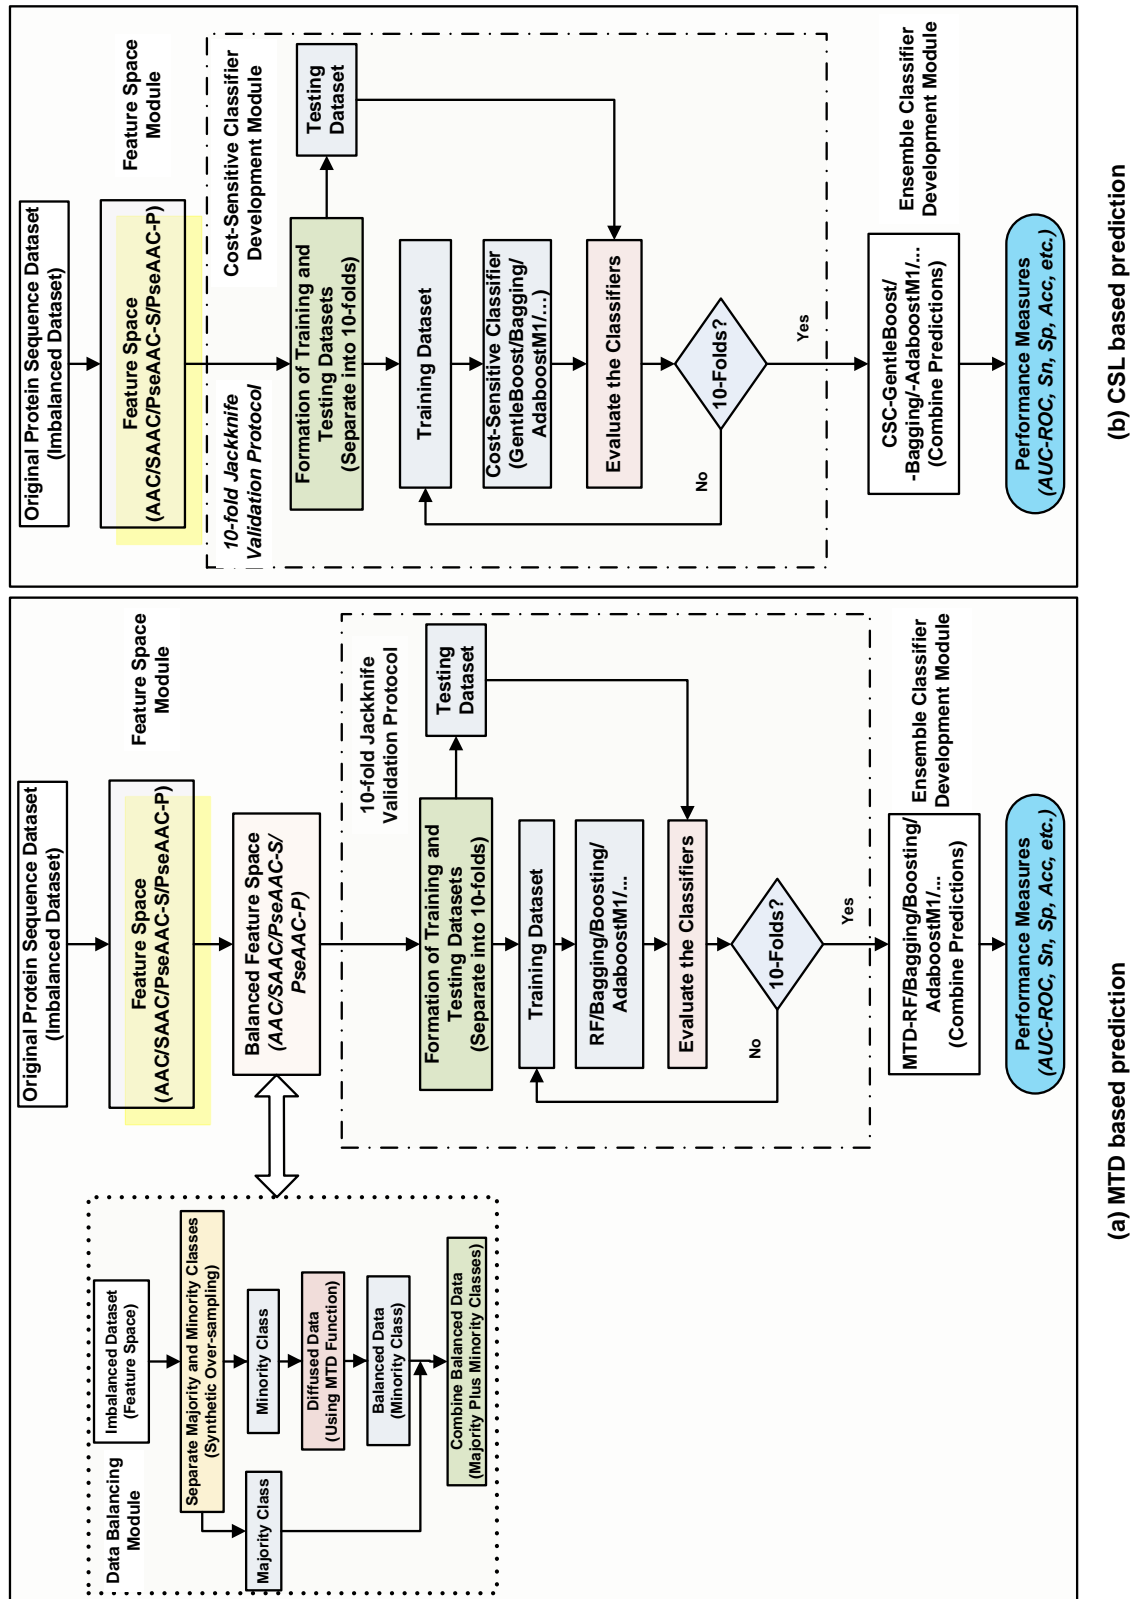 Data Balancing
Module
Imbalanced Dataset
(Feature Space)
Separate Majority and Minority Classes
(Synthetic Over-sampling)
Majority Class
Minority Class
Diffused Data
(Using MTD Function)
Balanced Data
(Minority Class)
Combine Balanced Data
(Majority Plus Minority Classes)
Original Protein Sequence Dataset
(Imbalanced Dataset)
Feature Space
Module
Feature Space
(AAC/SAAC/PseAAC-S/PseAAC-P)
Balanced Feature Space
(AAC/SAAC/PseAAC-S/
PseAAC-P)
10-fold Jackknife
Validation Protocol
Formation of Training and
Testing Datasets
(Separate into 10-folds)
Testing
Dataset
Training Dataset
RF/Bagging/Boosting/
AdaboostM1/...
Evaluate the Classifiers
10-Folds?
No
Yes
Ensemble Classifier
Development Module
MTD-RF/Bagging/Boosting/
AdaboostM1/...
(Combine Predictions)
Performance Measures
(AUC-ROC, Sn, Sp, Acc, etc.)
(a) MTD based prediction
Original Protein Sequence Dataset
(Imbalanced Dataset)
Feature Space
Module
Feature Space
(AAC/SAAC/PseAAC-S/PseAAC-P)
10-fold Jackknife
Validation Protocol
Cost-Sensitive Classifier
Development Module
Formation of Training and
Testing Datasets
(Separate into 10-folds)
Testing
Dataset
Training Dataset
Cost-Sensitive Classifier
(GentleBoost/Bagging/
AdaboostM1/...)
Evaluate the Classifiers
10-Folds?
No
Yes
Ensemble Classifier
Development Module
CSC-GentleBoost/
-Bagging/-AdaboostM1/...
(Combine Predictions)
Performance Measures
(AUC-ROC, Sn, Sp, Acc, etc.)
(b) CSL based prediction